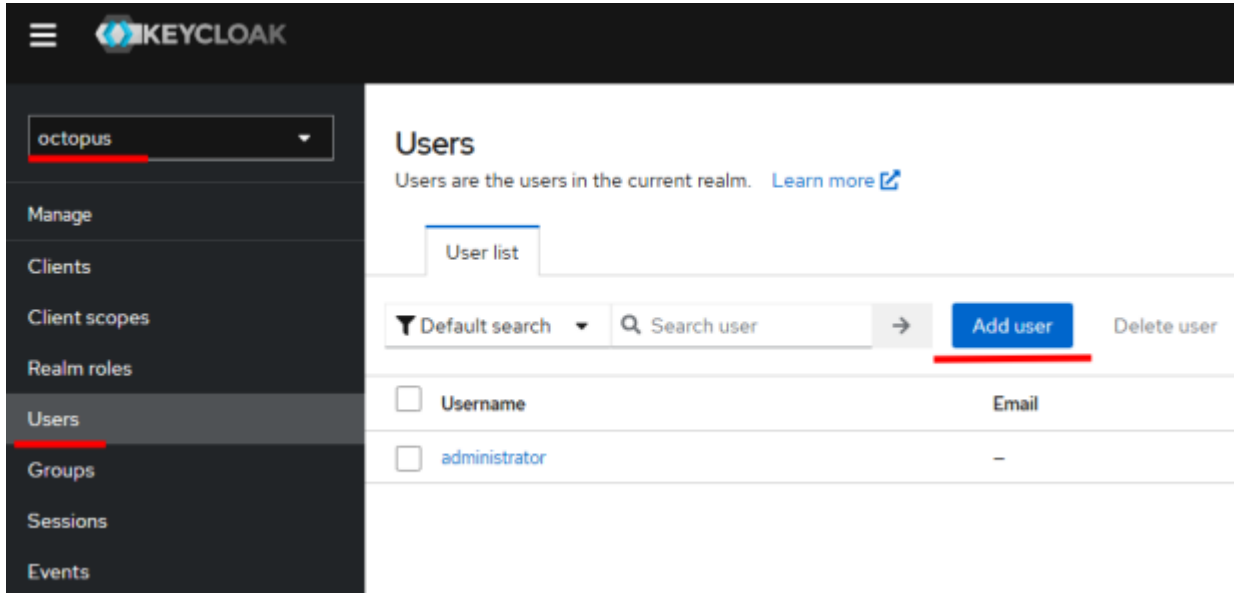 KEYCLOAK
octopus
Manage
Clients
Client scopes
Realm roles
Users
Groups
Sessions
Events
Users
Users are the users in the current realm. Learn more
User list
Default search Search user Add user Delete user
Username Email
administrator –